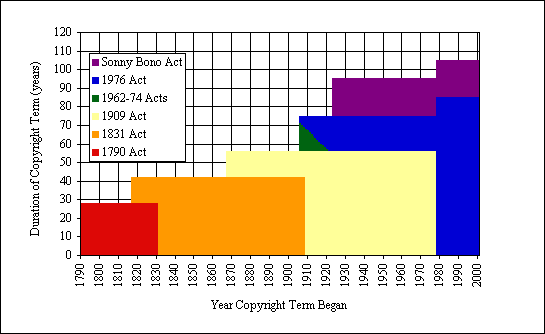 120
110
100
90
80
70
60
50
40
30
20
10
0
Duration of Copyright Term (years)
Sonny Bono Act
1976 Act
1962-74 Acts
1909 Act
1831 Act
1790 Act
1790 1800 1810 1820 1830 1840 1850 1860 1870 1880 1890 1900 1910 1920 1930 1940 1950 1960 1970 1980 1990 2000
Year Copyright Term Began